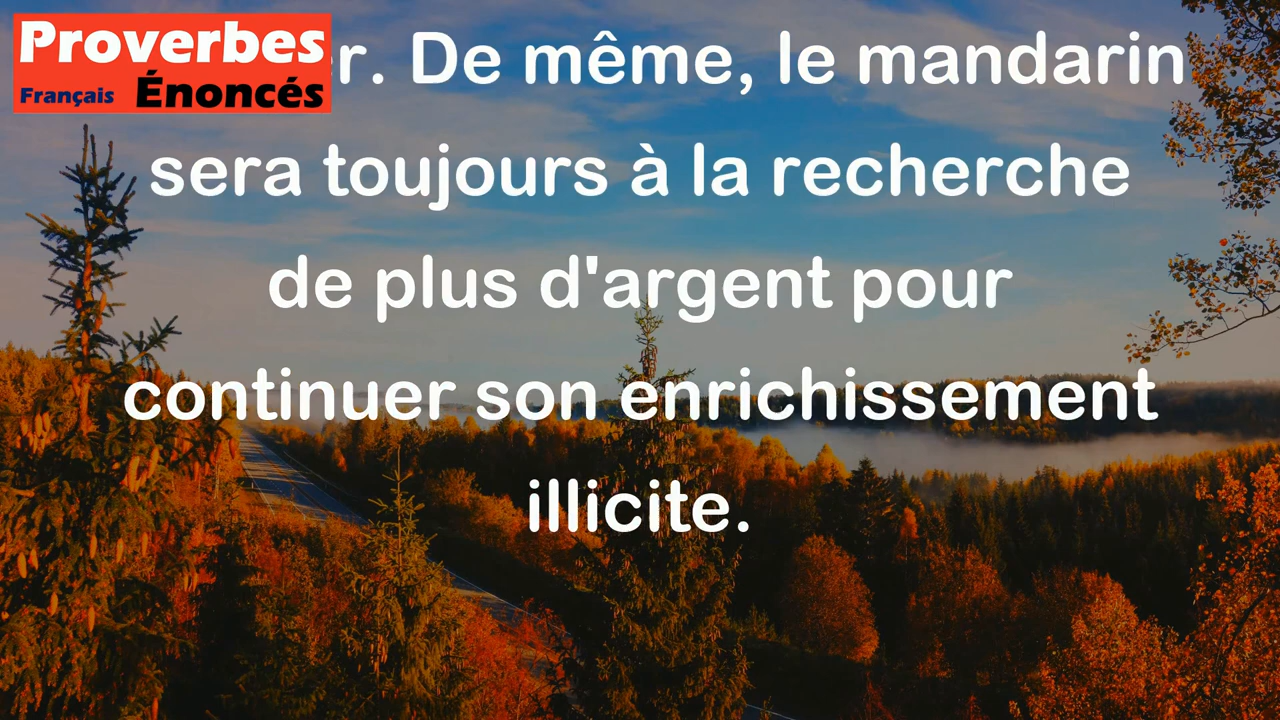 Proverbes
Français Énoncés
r. De même, le mandarin
sera toujours à la recherche
de plus d'argent pour
continuer son enrichissement
illicite.